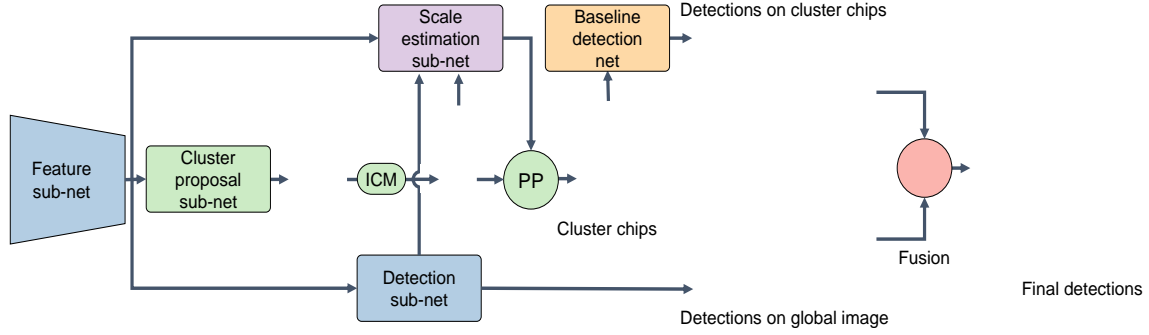 Scale
estimation
sub-net
Baseline
detection
net
Detections on cluster chips
Feature
sub-net
Cluster
proposal
sub-net
ICM
PP
Cluster chips
Fusion
Detection
sub-net
Final detections
Detections on global image